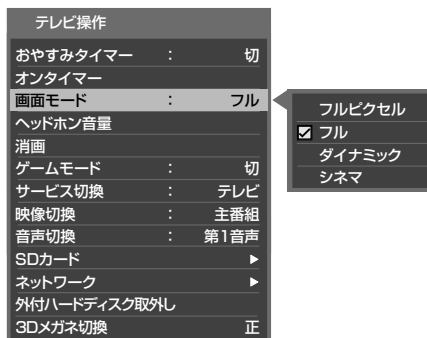 テレビ操作
おやすみタイマー : 切
オンタイマー
画面モード : フル
ヘッドホン音量
消画
ゲームモード : 切
サービス切換 : テレビ
映像切換 : 主番組
音声切換 : 第1音声
SDカード
ネットワーク
外付ハードディスク取外し
3Dメガネ切換 正
フルピクセル
フル
ダイナミック
シネマ